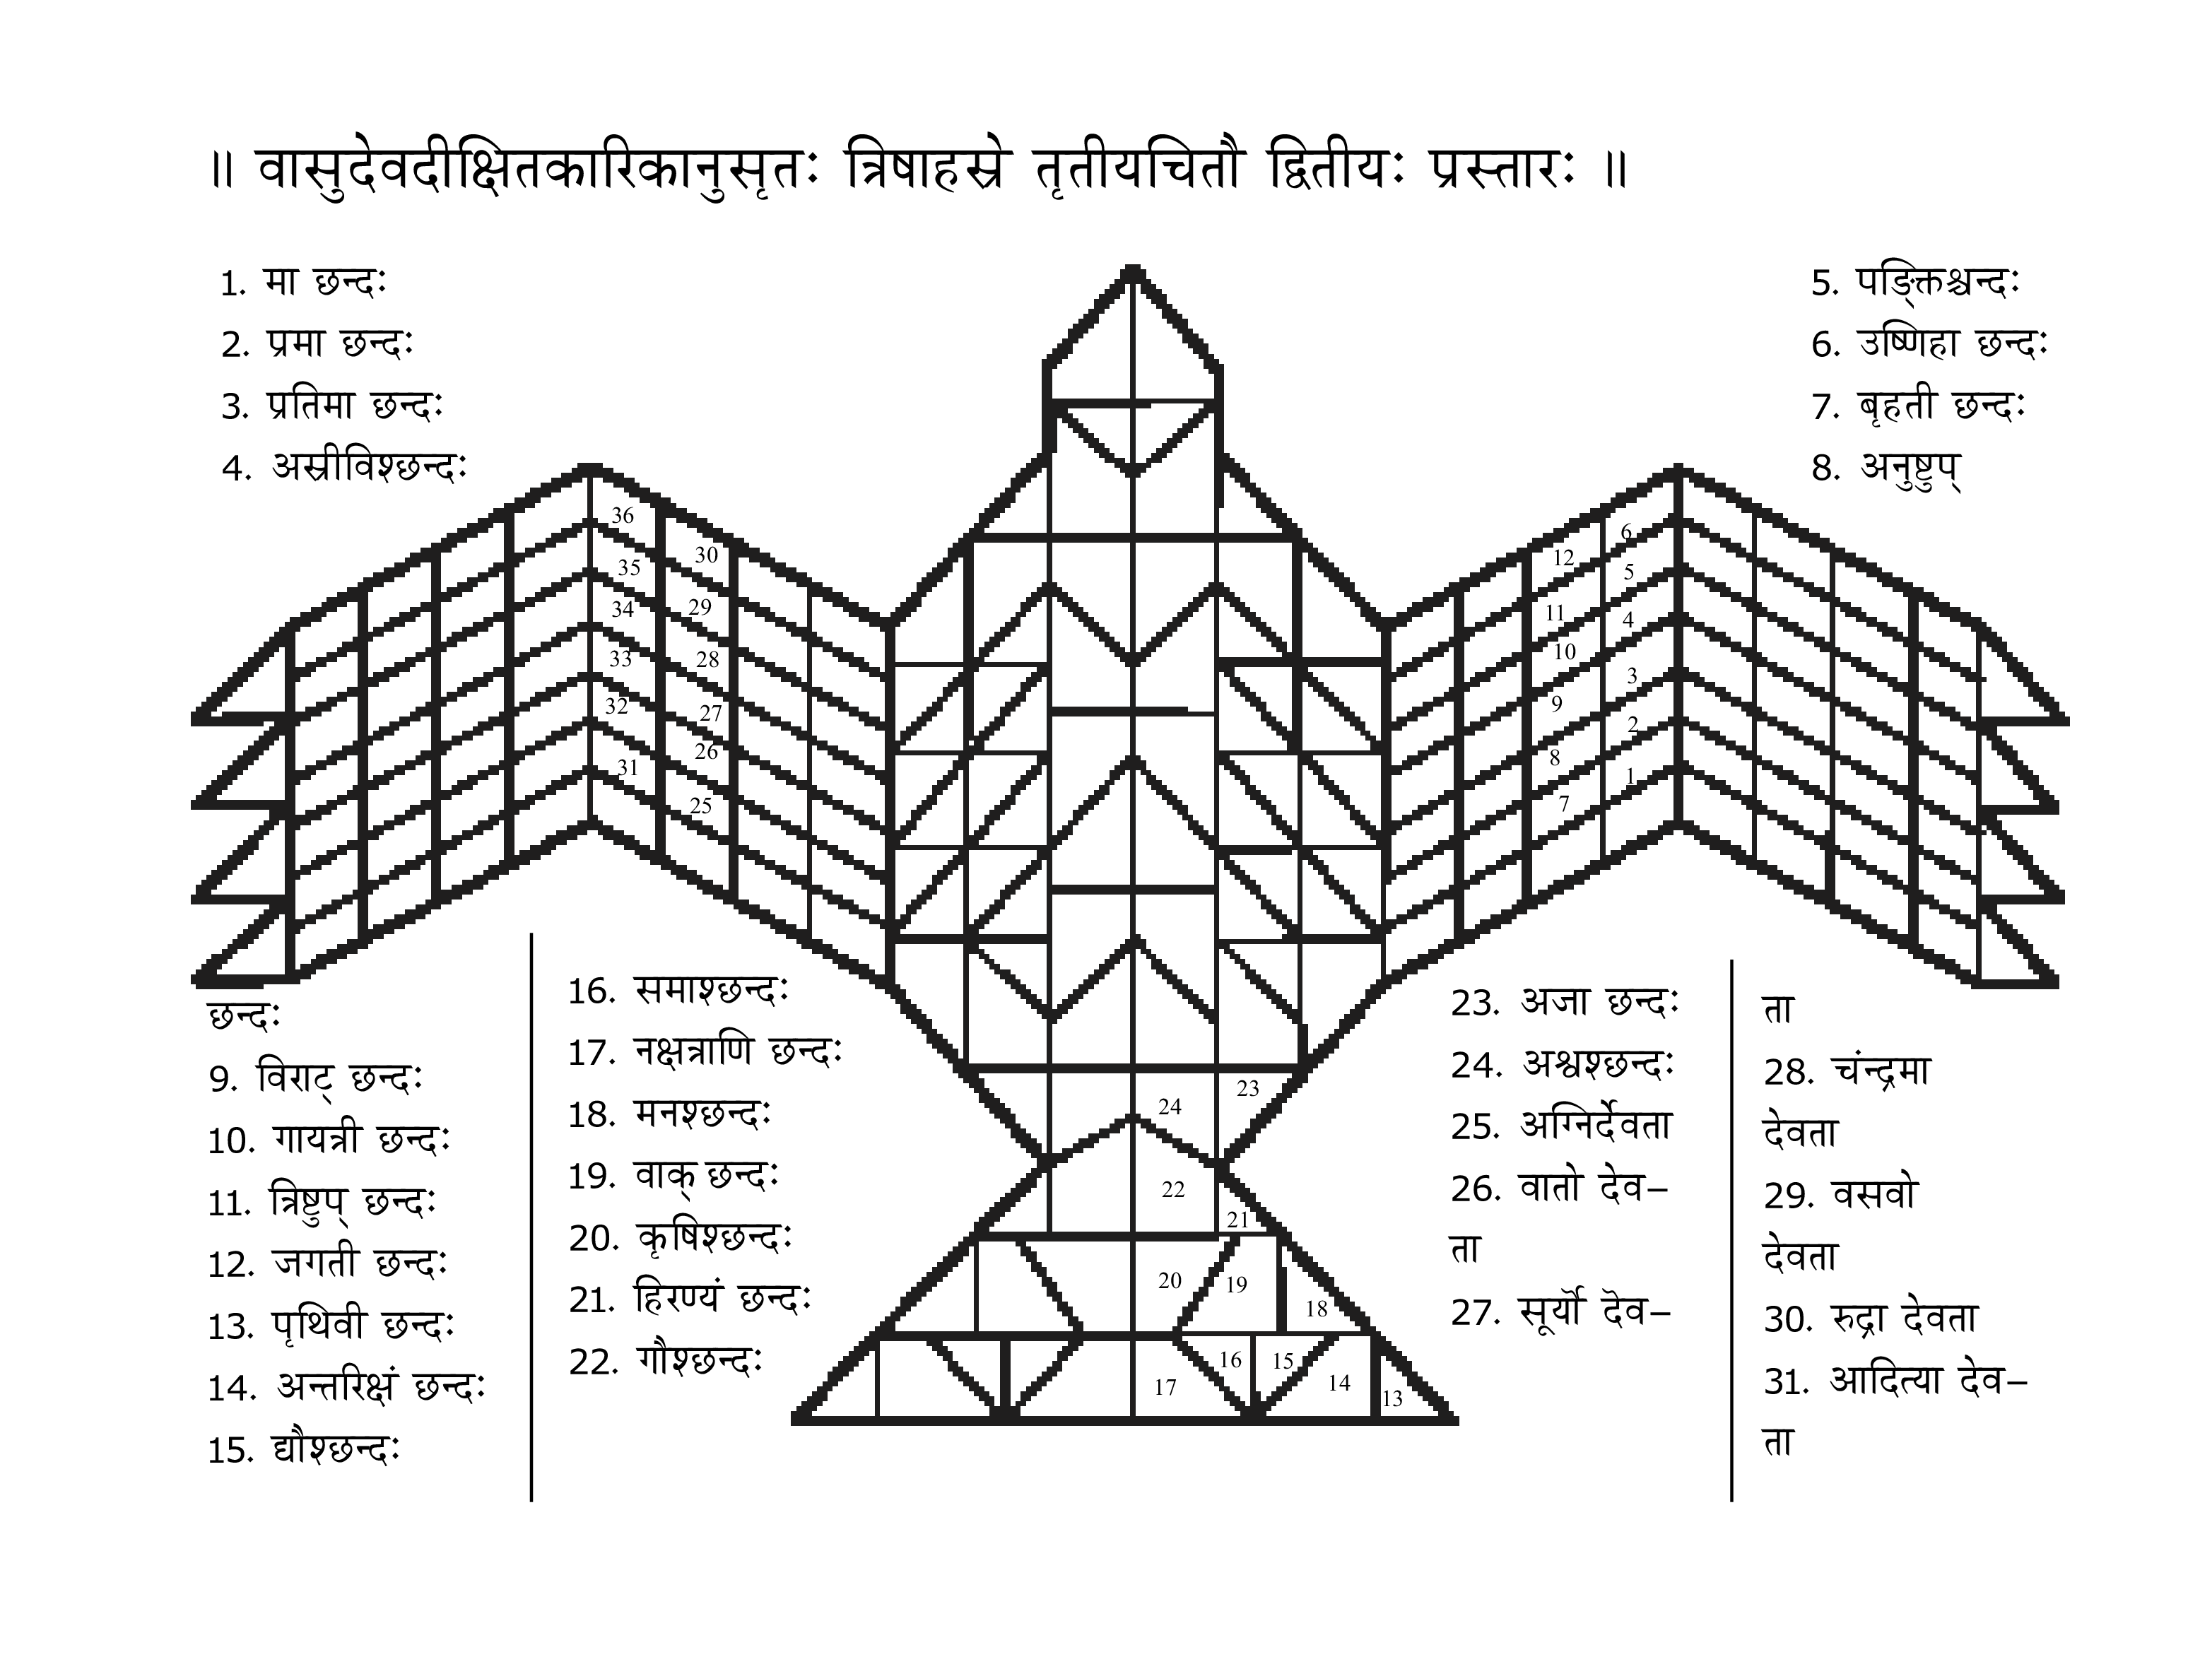 ॥ वासुदेवदीक्षितकारिकानुसृतः त्रिषाहस्रे तृतीयचितौ द्वितीयः प्रस्तारः ॥
1. मा छन्दः
2. प्रमा छन्दः
3. प्रतिमा छन्दः
4. अस्रीविश्छन्दः
5. पङ्क्तिश्चन्दः
6. उष्णिहा छन्दः
7. बृहती छन्दः
8. अनुष्टुप्
36
30
35
29
34
28
33
27
32
26
31
25
6
12
5
11
4
10
3
9
2
8
1
7
23
24
22
21
20
19
18
16
15
17
14
13
छन्दः
9. विराट् छन्दः
10. गायत्री छन्दः
11. त्रिष्टुप् छन्दः
12. जगती छन्दः
13. पृथिवी छन्दः
14. अन्तरिक्षं छन्दः
15. द्यौश्छन्दः
16. समाश्छन्दः
17. नक्षत्राणि छन्दः
18. मनश्छन्दः
19. वाक् छन्दः
20. कृषिश्छन्दः
21. हिरण्यं छन्दः
22. गौश्छन्दः
23. अजा छन्दः
24. अश्वश्छन्दः
25. अग्निर्देवता
26. वातो देव–
ता
27. सूर्यो देव–
ता
28. चंन्द्रमा
देवता
29. वसवो
देवता
30. रुद्रा देवता
31. आदित्या देव–
ता